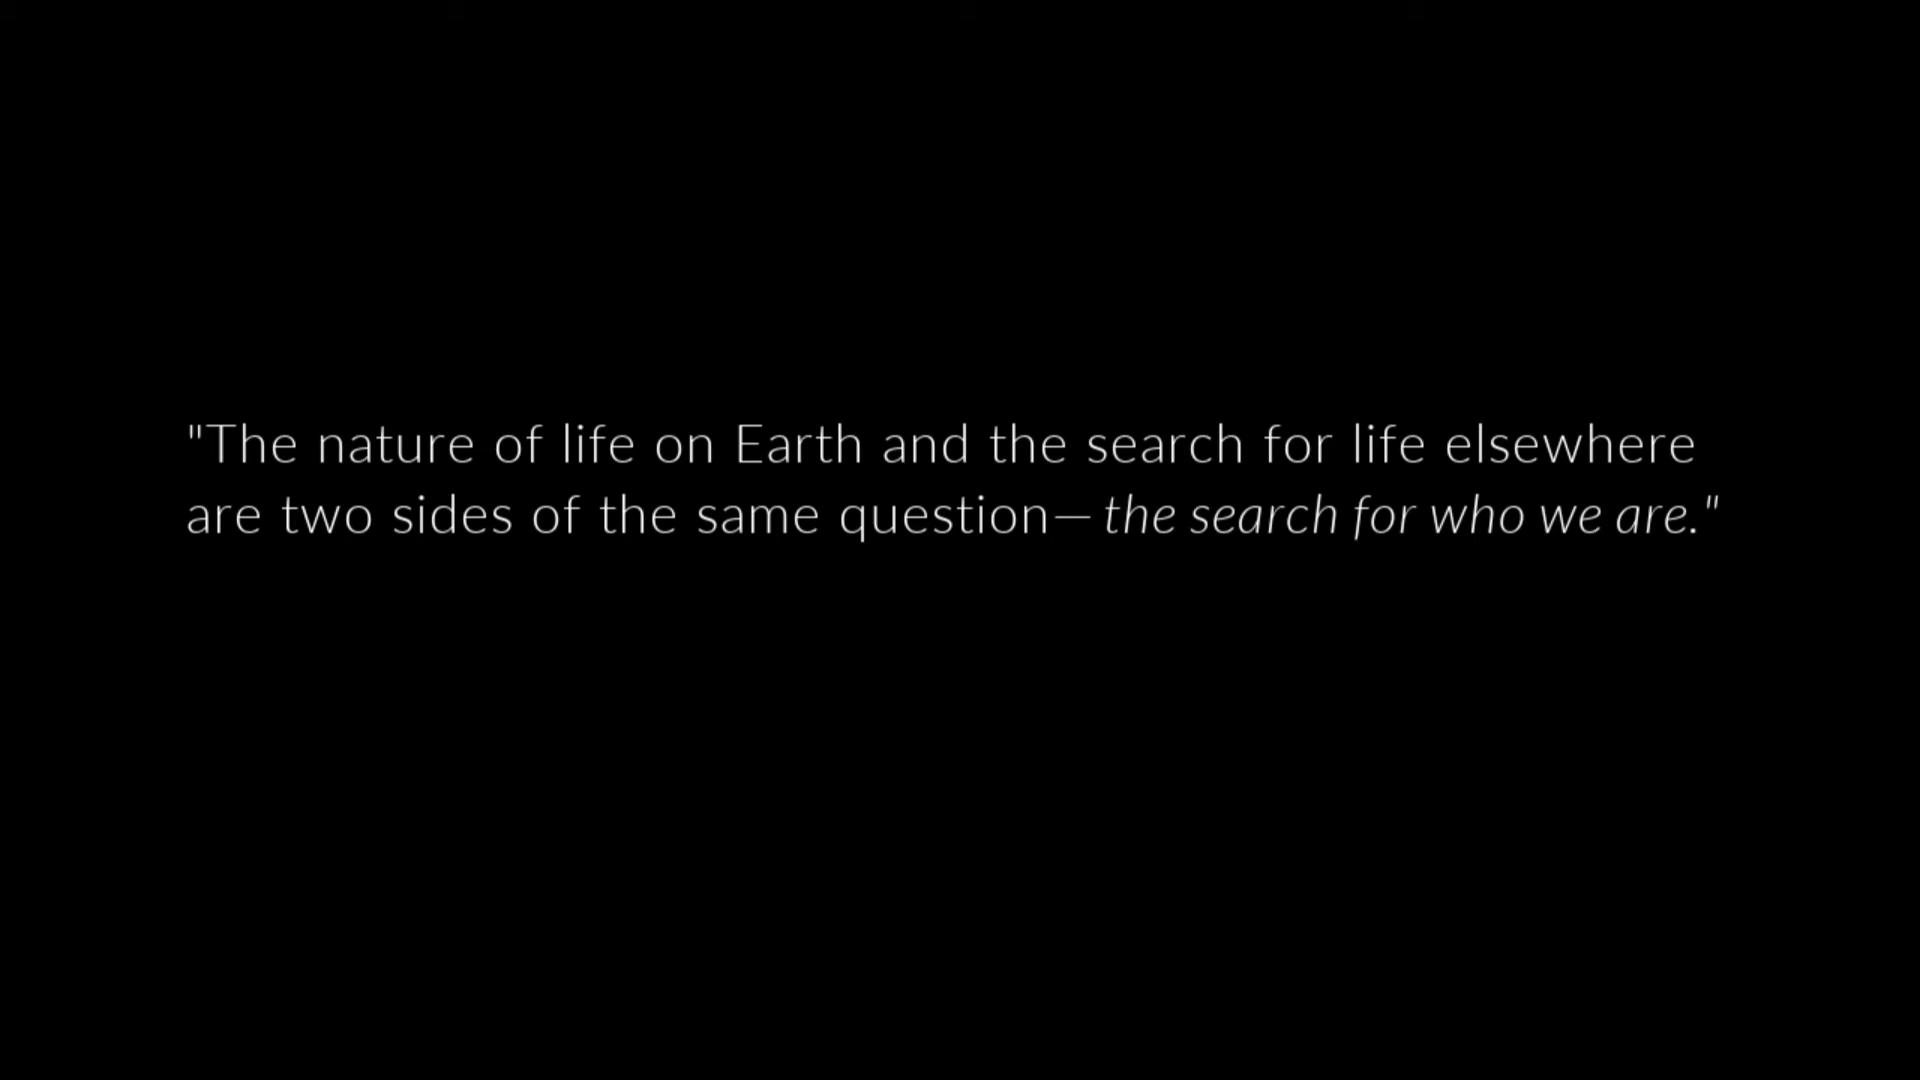 "The nature of life on Earth and the search for life elsewhere
are two sides of the same question—the search for who we are."